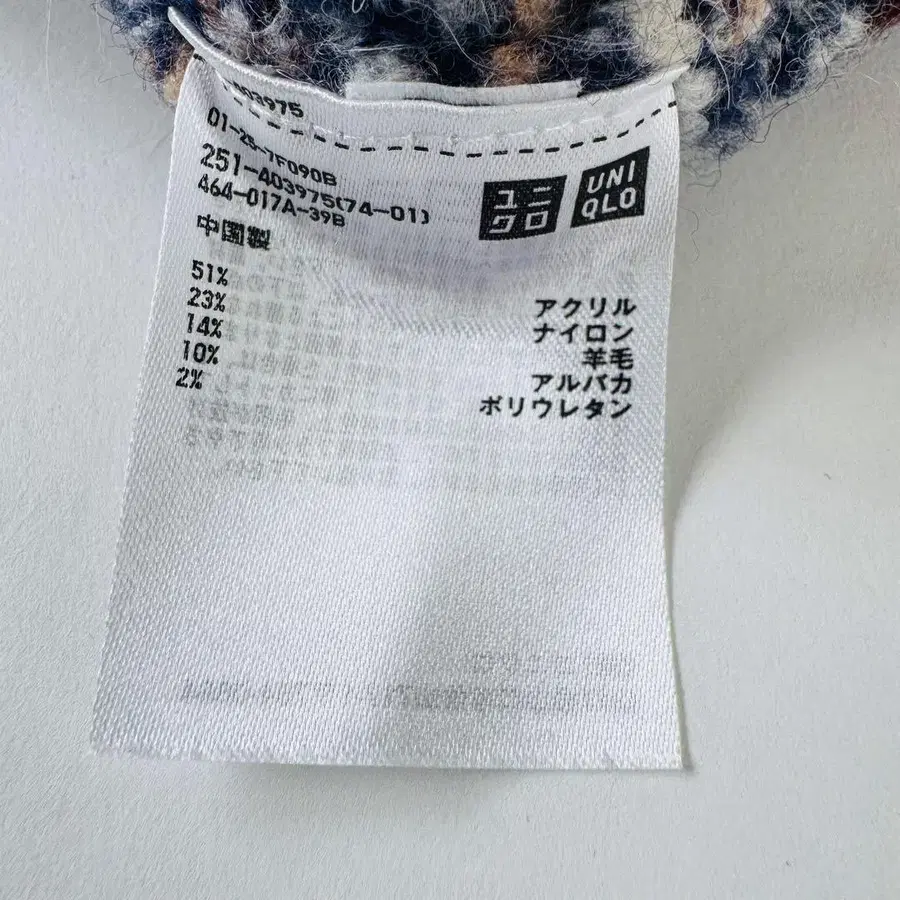 403975
01-23-7F090B
251-403975(74-01)
464-017A-39B
ユニ
クロ
UNI
QLO
中国製
51% アクリル
23% ナイロン
14% 羊毛
10% アルパカ
2% ポリウレタン